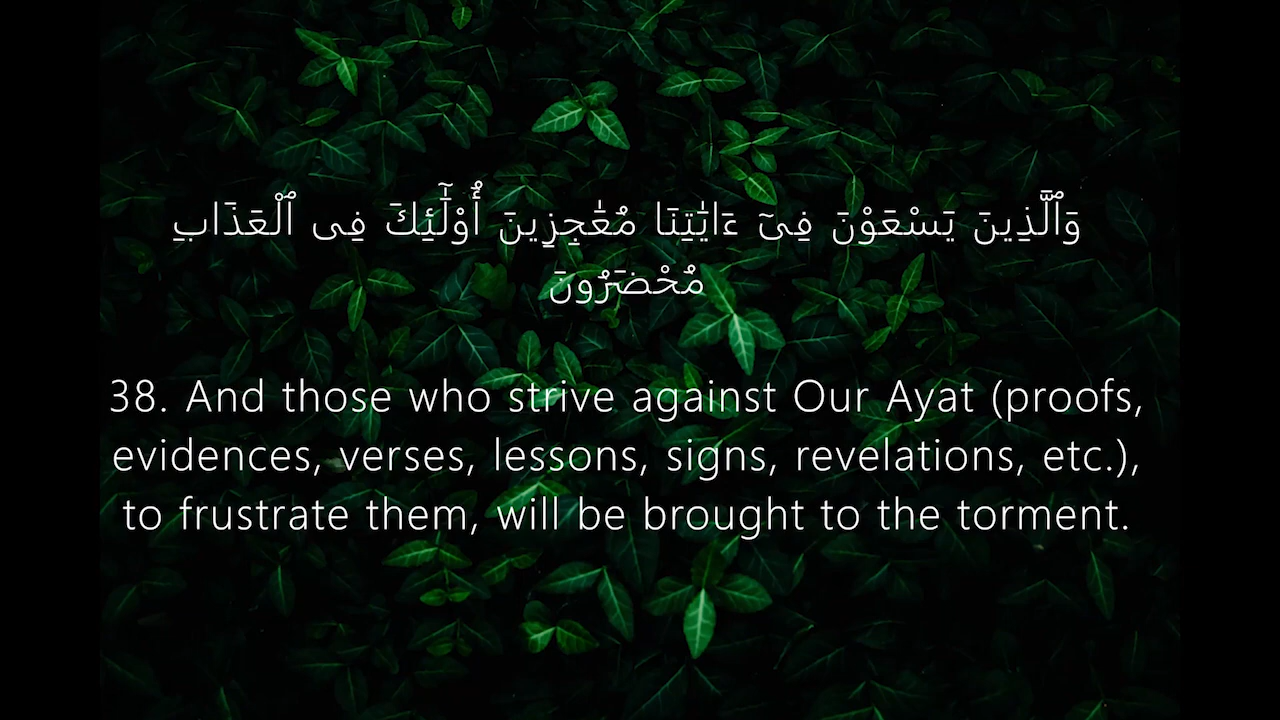 وَٱلَّذِينَ يَسْعَوْنَ فِىٓ ءَايَٰتِنَا مُعَٰجِزِينَ أُو۟لَٰٓئِكَ فِى ٱلْعَذَابِ
مُحْضَرُونَ
38. And those who strive against Our Ayat (proofs,
evidences, verses, lessons, signs, revelations, etc.),
to frustrate them, will be brought to the torment.